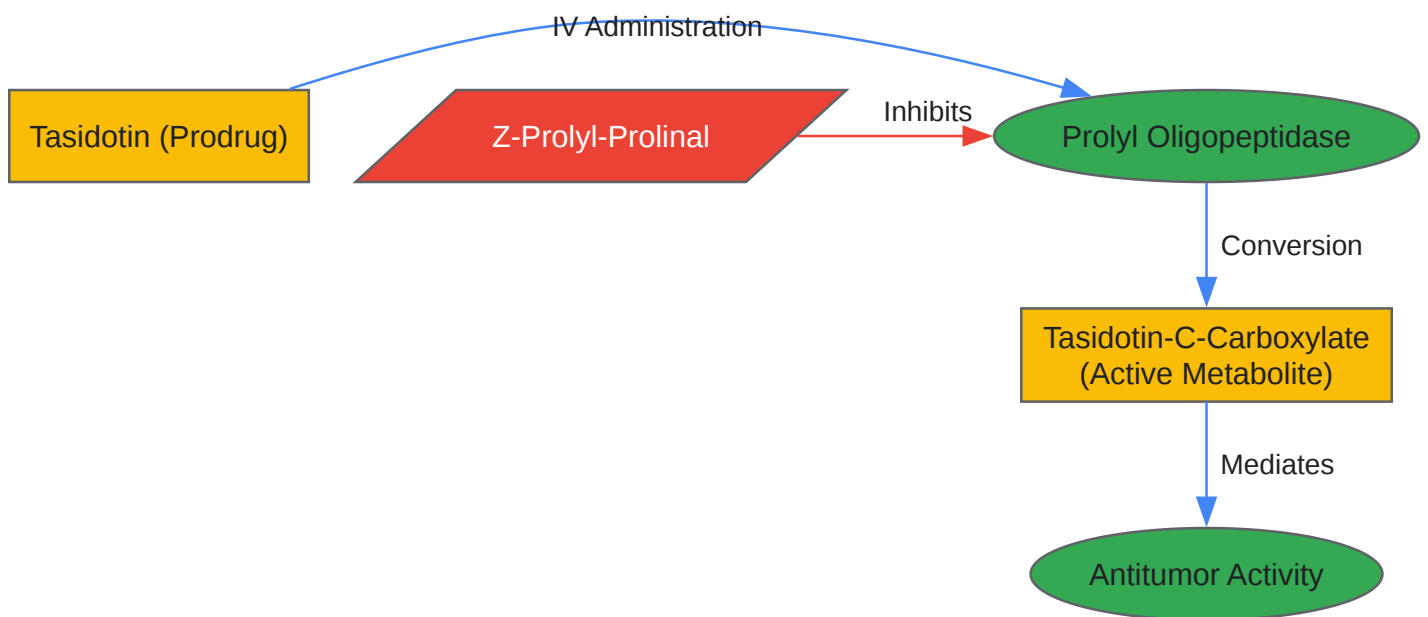 IV Administration
Tasidotin (Prodrug)
Z-Prolyl-Prolinal
Inhibits
Prolyl Oligopeptidase
Conversion
Tasidotin-C-Carboxylate
(Active Metabolite)
Mediates
Antitumor Activity